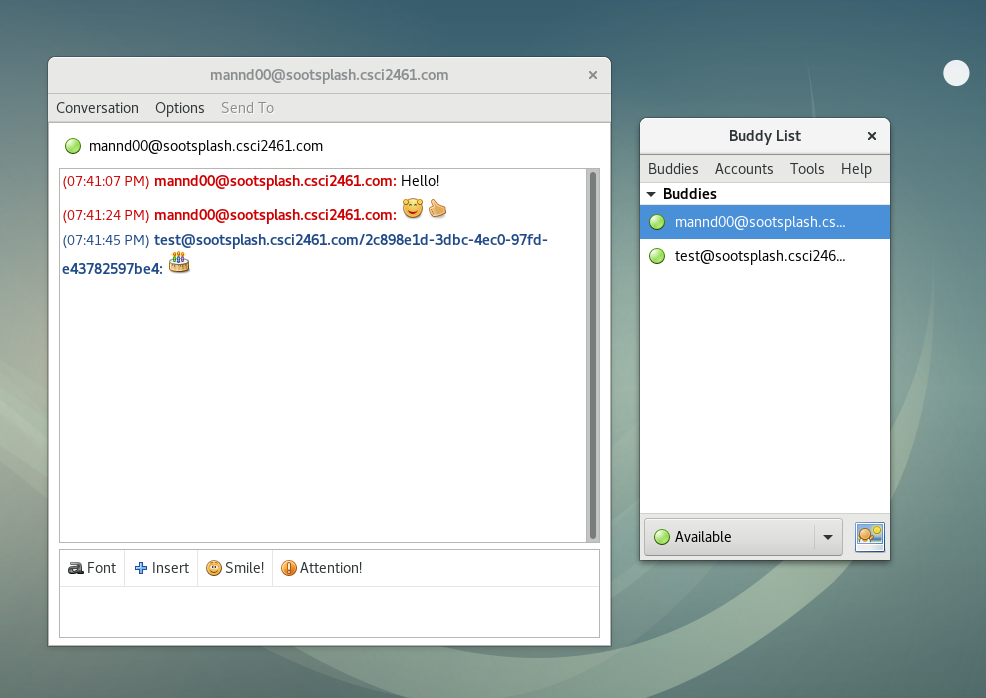 mannd00@sootsplash.csci2461.com
Conversation Options Send To
mannd00@sootsplash.csci2461.com
(07:41:07 PM) mannd00@sootsplash.csci2461.com: Hello!
(07:41:24 PM) mannd00@sootsplash.csci2461.com:
(07:41:45 PM) test@sootsplash.csci2461.com/2c898e1d-3dbc-4ec0-97fd-
e43782597be4:
Font Insert Smile! Attention!
Buddy List
Buddies Accounts Tools Help
Buddies
mannd00@sootsplash.cs...
test@sootsplash.csci246...
Available